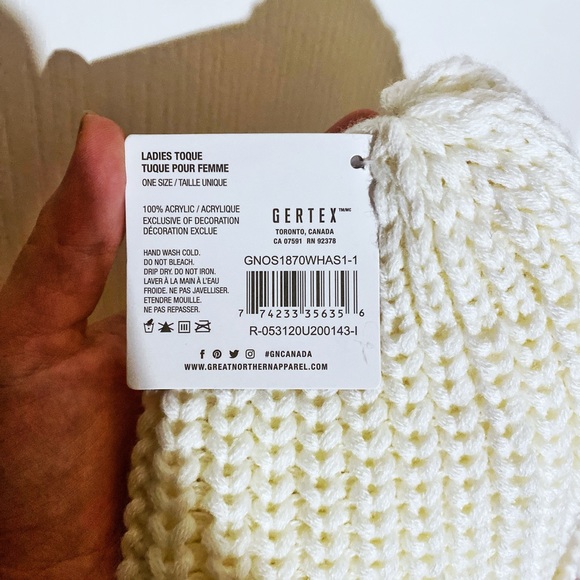 LADIES TOQUE
TUQUE POUR FEMME
ONE SIZE / TAILLE UNIQUE
100% ACRYLIC / ACRYLIQUE
EXCLUSIVE OF DECORATION
DÉCORATION EXCLUE
HAND WASH COLD.
DO NOT BLEACH.
DRIP DRY. DO NOT IRON.
LAVER À LA MAIN À L'EAU
FROIDE. NE PAS JAVELLISER.
ETENDRE MOUILLE.
NE PAS REPASSER.
GERTEX™/MC
TORONTO, CANADA
CA 07591 RN 92378
GNOS1870WHAS1-1
7 74233 35635 6
R-053120U200143-I
#GNCANADA
WWW.GREATNORTHERNAPPAREL.COM